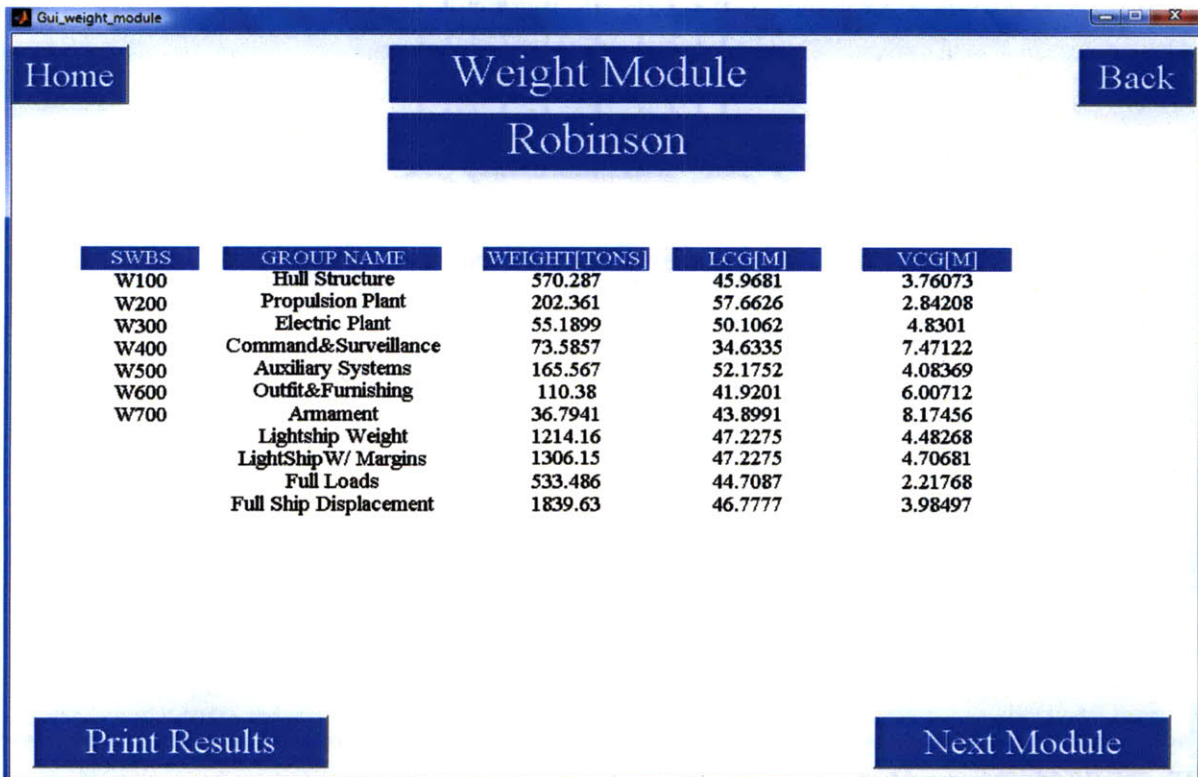 Gui_weight_module
Home
Weight Module
Back
Robinson
SWBS GROUP NAME WEIGHT[TONS] LCG[M] VCG[M]
W100 Hull Structure 570.287 45.9681 3.76073
W200 Propulsion Plant 202.361 57.6626 2.84208
W300 Electric Plant 55.1899 50.1062 4.8301
W400 Command&Surveillance 73.5857 34.6335 7.47122
W500 Auxiliary Systems 165.567 52.1752 4.08369
W600 Outfit&Furnishing 110.38 41.9201 6.00712
W700 Armament 36.7941 43.8991 8.17456
Lightship Weight 1214.16 47.2275 4.48268
LightShipW/ Margins 1306.15 47.2275 4.70681
Full Loads 533.486 44.7087 2.21768
Full Ship Displacement 1839.63 46.7777 3.98497
Print Results
Next Module